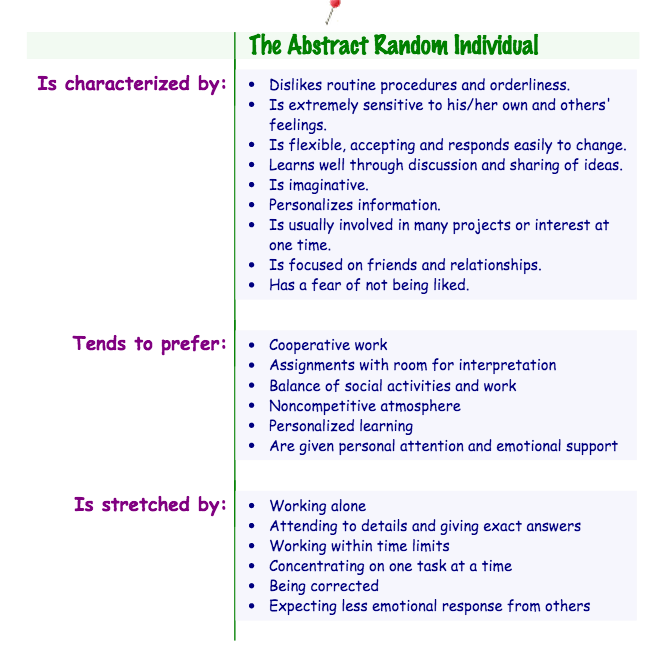 The Abstract Random Individual
Is characterized by:
• Dislikes routine procedures and orderliness.
• Is extremely sensitive to his/her own and others'
feelings.
• Is flexible, accepting and responds easily to change.
• Learns well through discussion and sharing of ideas.
• Is imaginative.
• Personalizes information.
• Is usually involved in many projects or interest at
one time.
• Is focused on friends and relationships.
• Has a fear of not being liked.
Tends to prefer:
• Cooperative work
• Assignments with room for interpretation
• Balance of social activities and work
• Noncompetitive atmosphere
• Personalized learning
• Are given personal attention and emotional support
Is stretched by:
• Working alone
• Attending to details and giving exact answers
• Working within time limits
• Concentrating on one task at a time
• Being corrected
• Expecting less emotional response from others